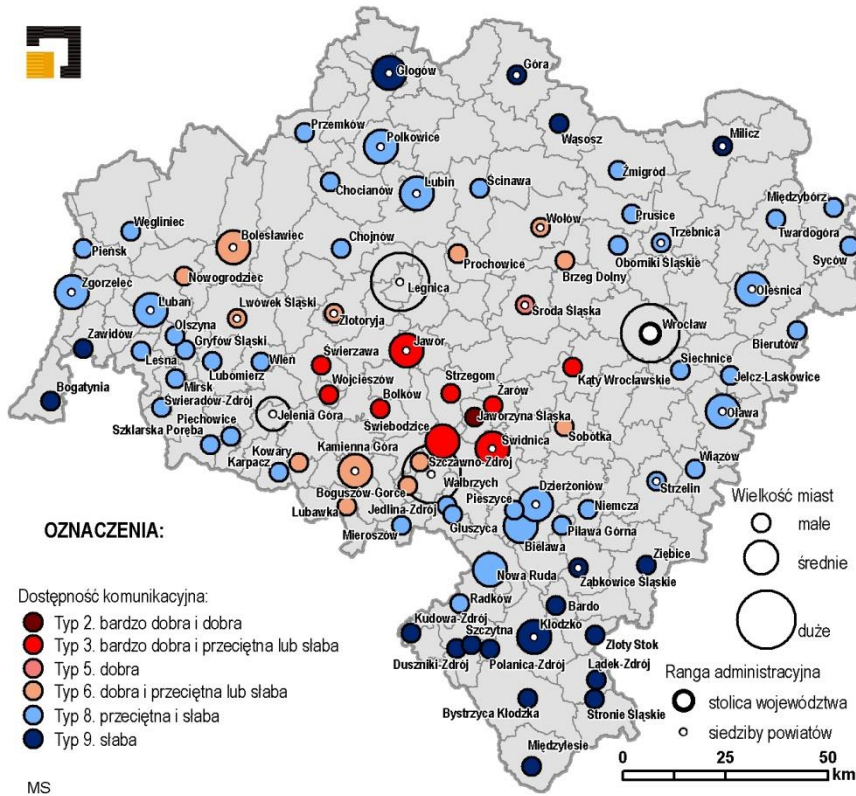 Głogów
Góra
Przemków
Wąsosz
Milicz
Polkowice
Żmigród
Chocianów
Lubin
Ścinawa
Międzybórz
Węgliniec
Prusice
Twardogóra
Bolesławiec
Wołów
Trzebnica
Pieńsk
Chojnów
Syców
Nowogrodziec
Prochowice
Brzeg Dolny
Oborniki Śląskie
Zgorzelec
Legnica
Oleśnica
Lubań
Lwówek Śląski
Złotoryja
Środa Śląska
Wrocław
Olszyna
Zawidów
Gryfów Śląski
Jawor
Bierutów
Leśna
Lubomierz
Wleń
Świerzawa
Strzegom
Siechnice
Mirsk
Wojcieszów
Żarów
Kąty Wrocławskie
Jelcz-Laskowice
Bogatynia
Świeradów-Zdrój
Bolków
Jaworzyna Śląska
Piechowice
Jelenia Góra
Świebodzice
Oława
Szklarska Poręba
Kamienna Góra
Świdnica
Sobótka
Kowary
Szczawno-Zdrój
Karpacz
Wałbrzych
Wiązów
Boguszów-Gorce
Pieszyce
Dzierżoniów
Strzelin
Lubawka
Jedlina-Zdrój
Niemcza
Mieroszów
Głuszyca
Piława Górna
Bielawa
Ziębice
Nowa Ruda
Ząbkowice Śląskie
Radków
Bardo
Kudowa-Zdrój
Kłodzko
Szczytna
Złoty Stok
Duszniki-Zdrój
Polanica-Zdrój
Lądek-Zdrój
Bystrzyca Kłodzka
Stronie Śląskie
Międzylesie
OZNACZENIA:
Dostępność komunikacyjna:
Typ 2. bardzo dobra i dobra
Typ 3. bardzo dobra i przeciętna lub słaba
Typ 5. dobra
Typ 6. dobra i przeciętna lub słaba
Typ 8. przeciętna i słaba
Typ 9. słaba
MS
Wielkość miast
małe
średnie
duże
Ranga administracyjna
stolica województwa
siedziby powiatów
0 25 50
km